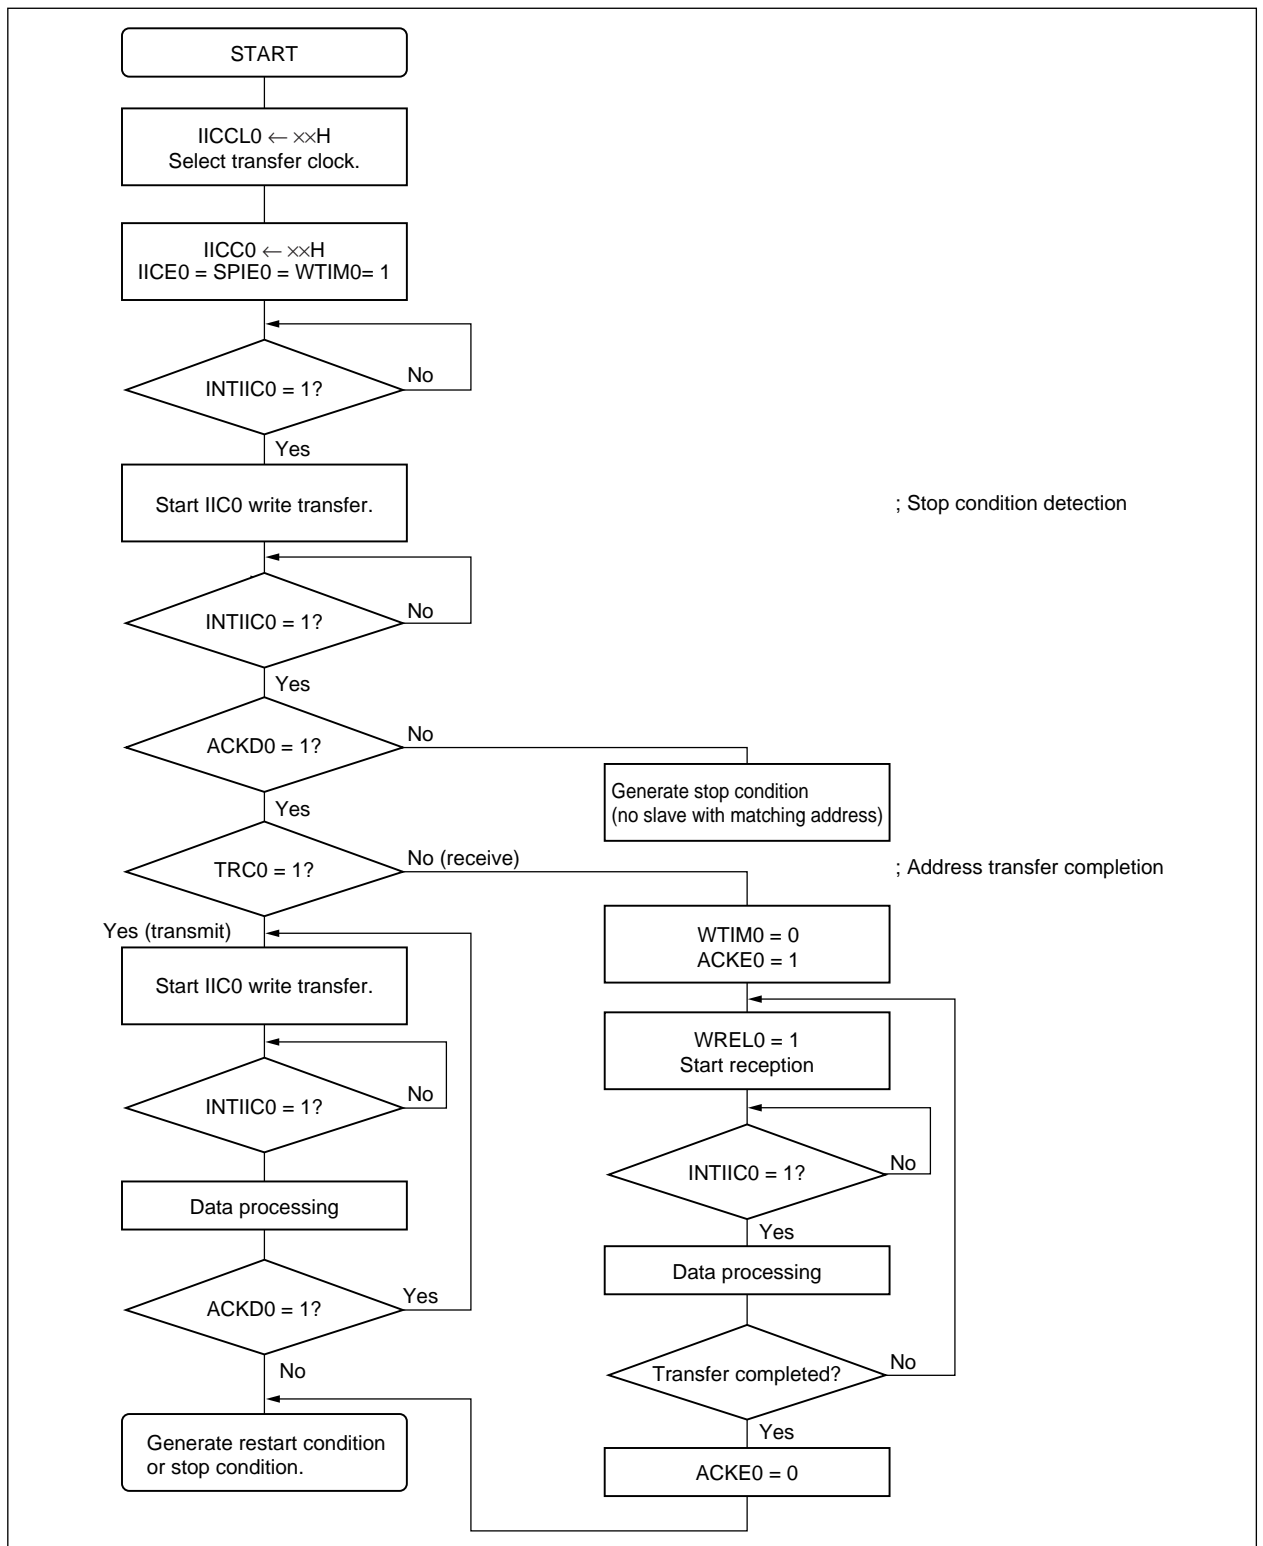 START
IICCL0 ← ××H
Select transfer clock.
IICC0 ← ××H
IICE0 = SPIE0 = WTIM0= 1
INTIIC0 = 1?
No
Yes
Start IIC0 write transfer.
; Stop condition detection
INTIIC0 = 1?
No
Yes
ACKD0 = 1?
No
Generate stop condition
(no slave with matching address)
Yes
TRC0 = 1?
No (receive)
; Address transfer completion
Yes (transmit)
WTIM0 = 0
ACKE0 = 1
Start IIC0 write transfer.
WREL0 = 1
Start reception
INTIIC0 = 1?
No
INTIIC0 = 1?
No
Data processing
Yes
Data processing
ACKD0 = 1?
Yes
Transfer completed?
No
No
Yes
Generate restart condition
or stop condition.
ACKE0 = 0